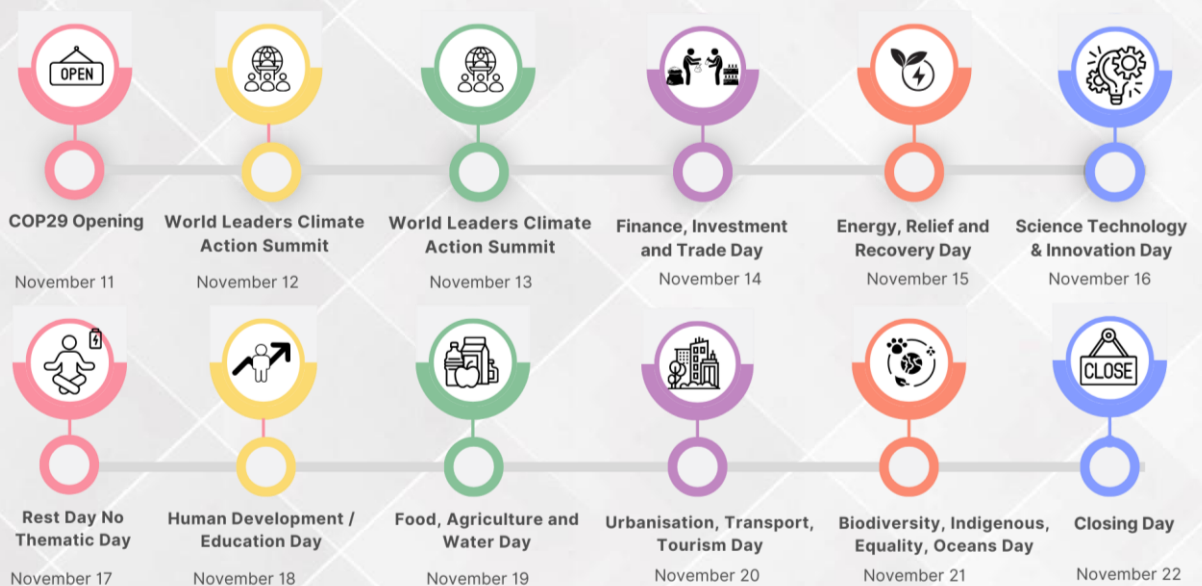 OPEN
COP29 Opening
November 11
World Leaders Climate
Action Summit
November 12
World Leaders Climate
Action Summit
November 13
Finance, Investment
and Trade Day
November 14
Energy, Relief and
Recovery Day
November 15
Science Technology
& Innovation Day
November 16
Rest Day No
Thematic Day
November 17
Human Development /
Education Day
November 18
Food, Agriculture and
Water Day
November 19
Urbanisation, Transport,
Tourism Day
November 20
Biodiversity, Indigenous,
Equality, Oceans Day
November 21
CLOSE
Closing Day
November 22